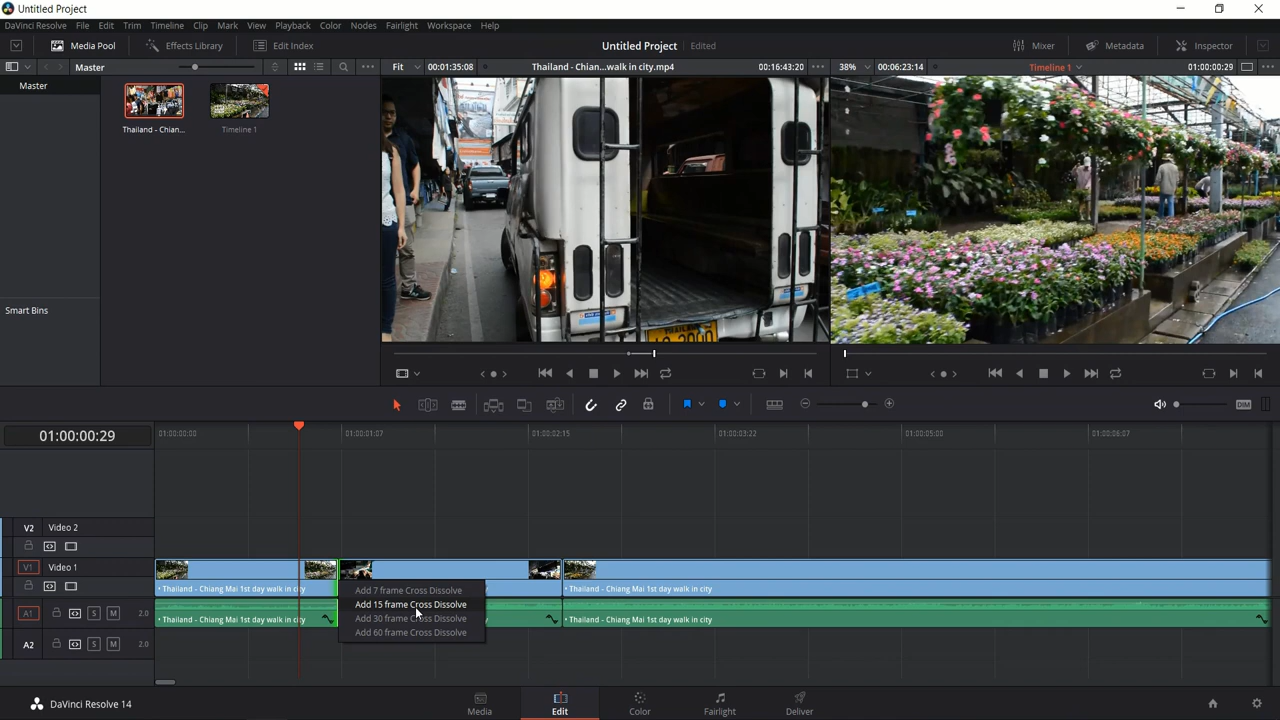 Untitled Project
DaVinci Resolve File Edit Trim Timeline Clip Mark View Playback Color Nodes Fairlight Workspace Help
Media Pool Effects Library Edit Index Untitled Project Edited Mixer Metadata Inspector
Master Fit 00:01:35:08 Thailand - Chian...walk in city.mp4 00:16:43:20 38% 00:06:23:14 Timeline 1 01:00:00:29
Master
Thailand - Chian... Timeline 1
Smart Bins
DIM
01:00:00:29 01:00:00:00 01:00:01:07 01:00:02:15 01:00:03:22 01:00:05:00 01:00:06:07
V2 Video 2
V1 Video 1
• Thailand - Chiang Mai 1st day walk in city • Thailand - Chiang Mai 1st day walk in city
Add 7 frame Cross Dissolve
Add 15 frame Cross Dissolve
Add 30 frame Cross Dissolve
Add 60 frame Cross Dissolve
A1 S M 2.0
• Thailand - Chiang Mai 1st day walk in city • Thailand - Chiang Mai 1st day walk in city
A2 S M 2.0
DaVinci Resolve 14 Media Edit Color Fairlight Deliver